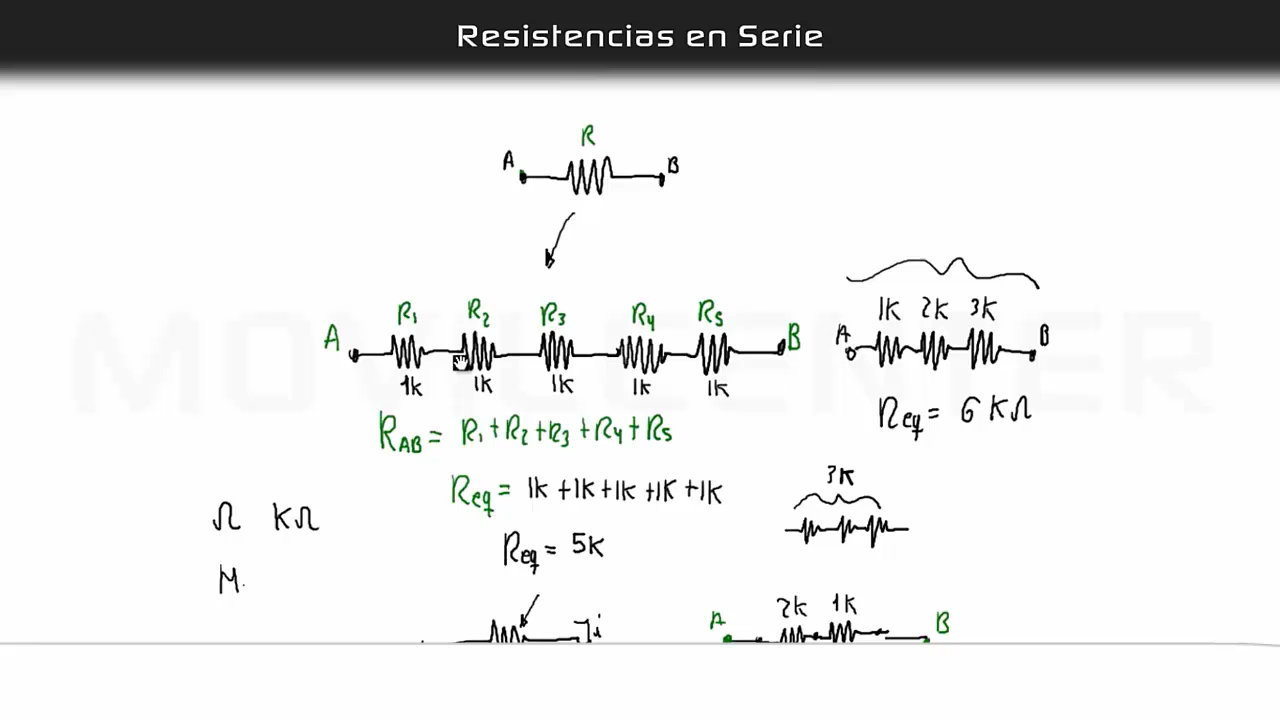 Resistencias en Serie
R
A B
R1 R2 R3 R4 R5
A B
1K 1K 1K 1K 1K
1K 2K 3K
A B
Req = 6 KΩ
RAB = R1 + R2 + R3 + R4 + R5
Req = 1K + 1K + 1K + 1K + 1K
Req = 5K
3K
Ω KΩ
M
i
2K 1K
A B
MOVILCENTER